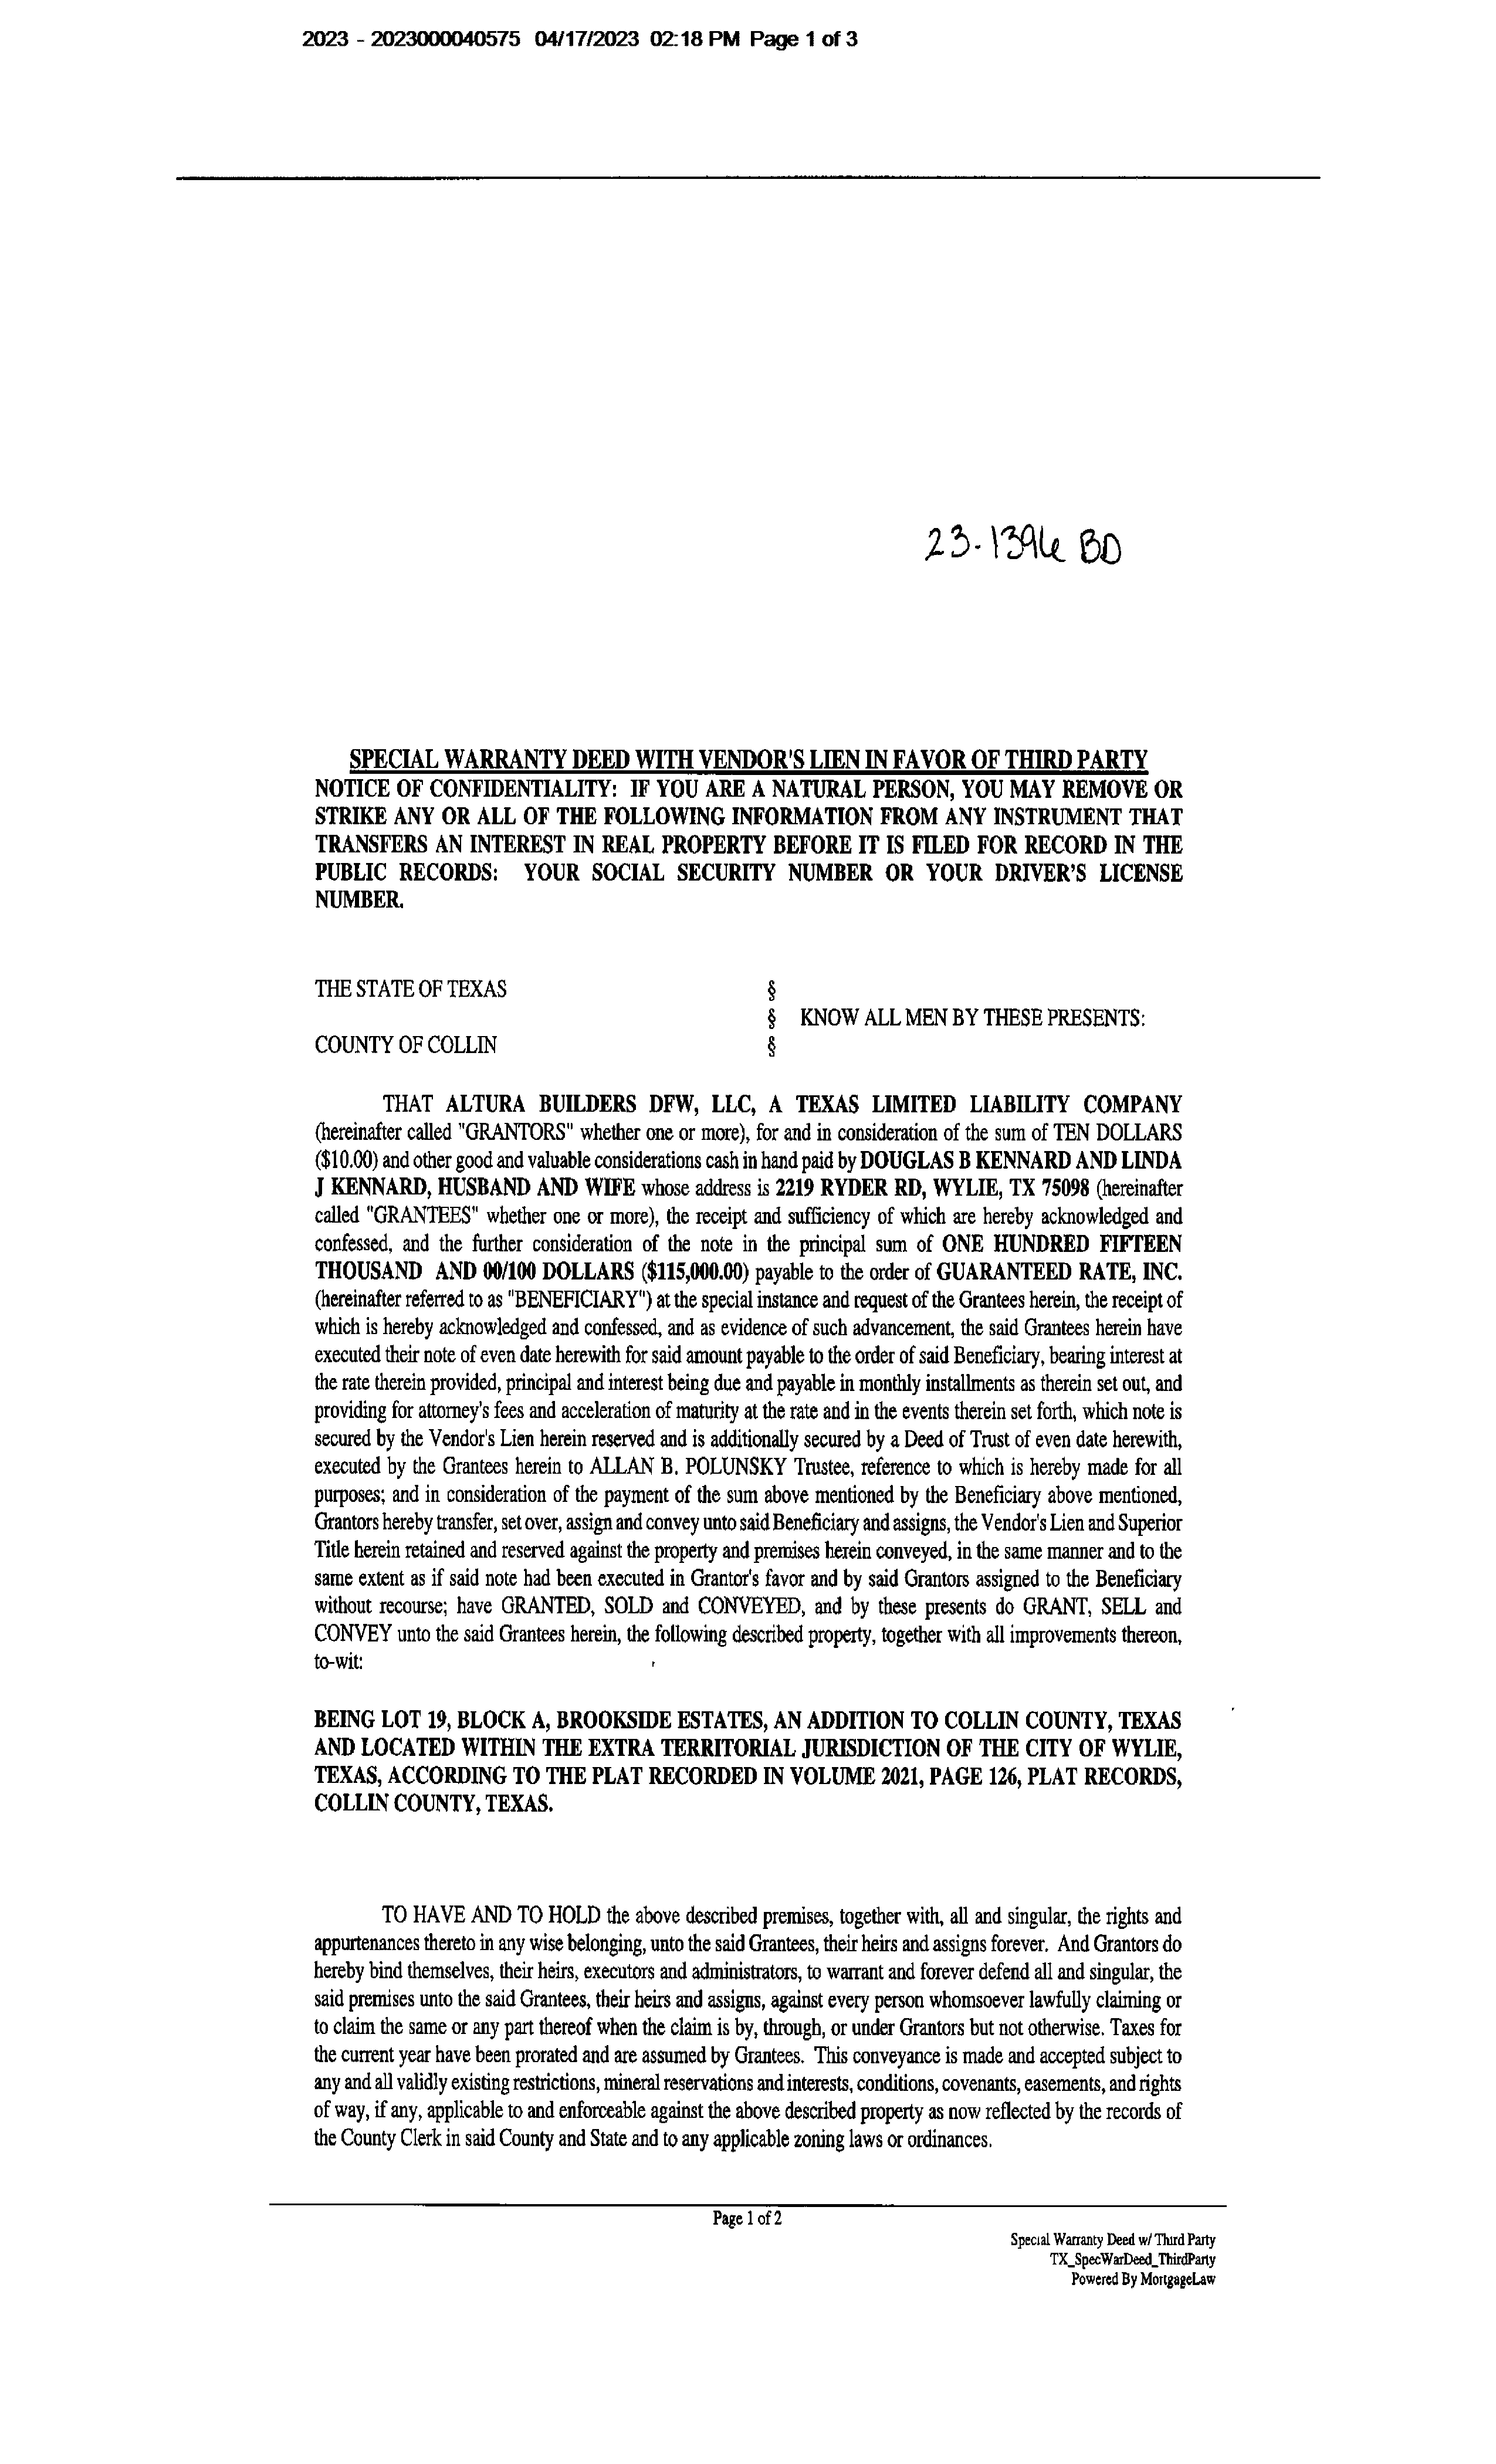 2023 - 2023000040575 04/17/2023 02:18 PM Page 1 of 3
23-1396 BD
SPECIAL WARRANTY DEED WITH VENDOR'S LIEN IN FAVOR OF THIRD PARTY
NOTICE OF CONFIDENTIALITY: IF YOU ARE A NATURAL PERSON, YOU MAY REMOVE OR
STRIKE ANY OR ALL OF THE FOLLOWING INFORMATION FROM ANY INSTRUMENT THAT
TRANSFERS AN INTEREST IN REAL PROPERTY BEFORE IT IS FILED FOR RECORD IN THE
PUBLIC RECORDS: YOUR SOCIAL SECURITY NUMBER OR YOUR DRIVER'S LICENSE
NUMBER.
THE STATE OF TEXAS §
§ KNOW ALL MEN BY THESE PRESENTS:
COUNTY OF COLLIN §
THAT ALTURA BUILDERS DFW, LLC, A TEXAS LIMITED LIABILITY COMPANY
(hereinafter called "GRANTORS" whether one or more), for and in consideration of the sum of TEN DOLLARS
($10.00) and other good and valuable considerations cash in hand paid by DOUGLAS B KENNARD AND LINDA
J KENNARD, HUSBAND AND WIFE whose address is 2219 RYDER RD, WYLIE, TX 75098 (hereinafter
called "GRANTEES" whether one or more), the receipt and sufficiency of which are hereby acknowledged and
confessed, and the further consideration of the note in the principal sum of ONE HUNDRED FIFTEEN
THOUSAND AND 00/100 DOLLARS ($115,000.00) payable to the order of GUARANTEED RATE, INC.
(hereinafter referred to as "BENEFICIARY") at the special instance and request of the Grantees herein, the receipt of
which is hereby acknowledged and confessed, and as evidence of such advancement, the said Grantees herein have
executed their note of even date herewith for said amount payable to the order of said Beneficiary, bearing interest at
the rate therein provided, principal and interest being due and payable in monthly installments as therein set out, and
providing for attorney's fees and acceleration of maturity at the rate and in the events therein set forth, which note is
secured by the Vendor's Lien herein reserved and is additionally secured by a Deed of Trust of even date herewith,
executed by the Grantees herein to ALLAN B. POLUNSKY Trustee, reference to which is hereby made for all
purposes; and in consideration of the payment of the sum above mentioned by the Beneficiary above mentioned,
Grantors hereby transfer, set over, assign and convey unto said Beneficiary and assigns, the Vendor's Lien and Superior
Title herein retained and reserved against the property and premises herein conveyed, in the same manner and to the
same extent as if said note had been executed in Grantor's favor and by said Grantors assigned to the Beneficiary
without recourse; have GRANTED, SOLD and CONVEYED, and by these presents do GRANT, SELL and
CONVEY unto the said Grantees herein, the following described property, together with all improvements thereon,
to-wit:
BEING LOT 19, BLOCK A, BROOKSIDE ESTATES, AN ADDITION TO COLLIN COUNTY, TEXAS
AND LOCATED WITHIN THE EXTRA TERRITORIAL JURISDICTION OF THE CITY OF WYLIE,
TEXAS, ACCORDING TO THE PLAT RECORDED IN VOLUME 2021, PAGE 126, PLAT RECORDS,
COLLIN COUNTY, TEXAS.
TO HAVE AND TO HOLD the above described premises, together with, all and singular, the rights and
appurtenances thereto in any wise belonging, unto the said Grantees, their heirs and assigns forever. And Grantors do
hereby bind themselves, their heirs, executors and administrators, to warrant and forever defend all and singular, the
said premises unto the said Grantees, their heirs and assigns, against every person whomsoever lawfully claiming or
to claim the same or any part thereof when the claim is by, through, or under Grantors but not otherwise. Taxes for
the current year have been prorated and are assumed by Grantees. This conveyance is made and accepted subject to
any and all validly existing restrictions, mineral reservations and interests, conditions, covenants, easements, and rights
of way, if any, applicable to and enforceable against the above described property as now reflected by the records of
the County Clerk in said County and State and to any applicable zoning laws or ordinances.
Page 1 of 2
Special Warranty Deed w/ Third Party
TX_SpecWarDeed_ThirdParty
Powered By MortgageLaw